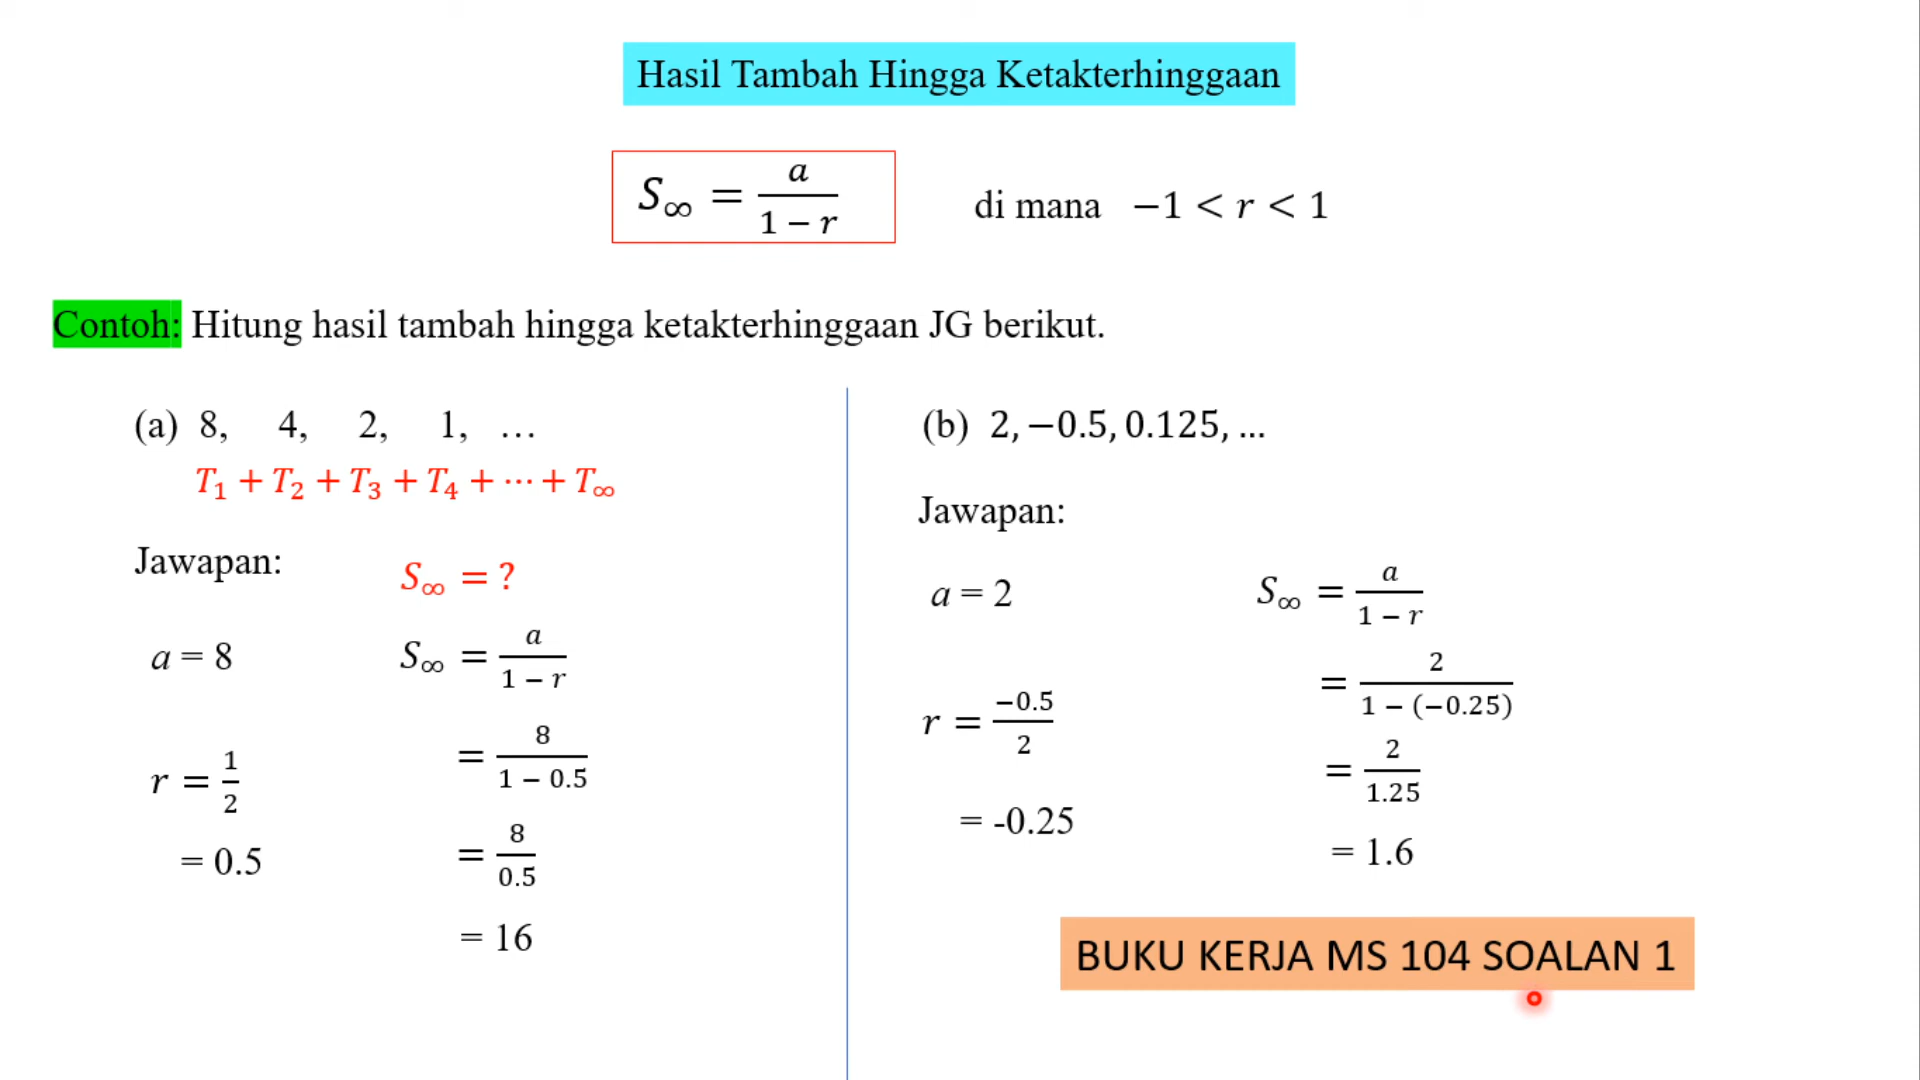 Hasil Tambah Hingga Ketakterhinggaan
S∞ = a / (1 − r)   di mana   −1 < r < 1
Contoh: Hitung hasil tambah hingga ketakterhinggaan JG berikut.
(a) 8, 4, 2, 1, …
T₁ + T₂ + T₃ + T₄ + ⋯ + T∞
Jawapan:
S∞ = ?
a = 8
S∞ = a / (1 − r)
r = 1/2
= 8 / (1 − 0.5)
= 0.5
= 8 / 0.5
= 16
(b) 2, −0.5, 0.125, …
Jawapan:
a = 2
S∞ = a / (1 − r)
r = −0.5 / 2
= 2 / (1 − (−0.25))
= -0.25
= 2 / 1.25
= 1.6
BUKU KERJA MS 104 SOALAN 1